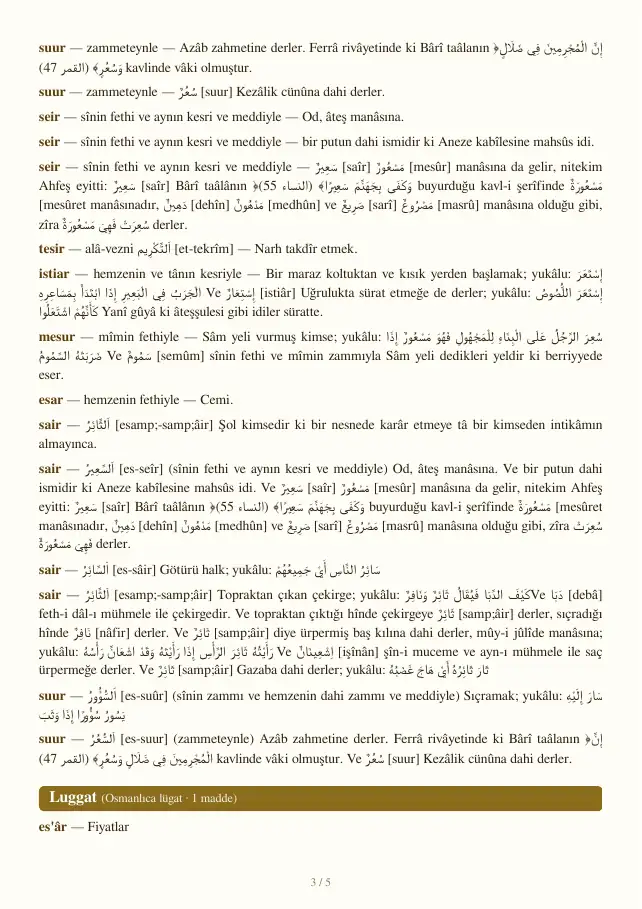 suur — zammeteynle — Azâb zahmetine derler. Ferrâ rivâyetinde ki Bârî taâlanın ﴿إِنَّ الْمُجْرِمِينَ فِي ضَلَالٍ
وَسُعُرٍ﴾ (القمر 47) kavlinde vâki olmuştur.
suur — zammeteynle — سُعُرٌ [suur] Kezâlik cünûna dahi derler.
seir — sînin fethi ve aynın kesri ve meddiyle — Od, âteş manâsına.
seir — sînin fethi ve aynın kesri ve meddiyle — bir putun dahi ismidir ki Aneze kabîlesine mahsûs idi.
seir — sînin fethi ve aynın kesri ve meddiyle — سَعِيرٌ [saîr] مَسْعُورٌ [mesûr] manâsına da gelir, nitekim
Ahfeş eyitti: سَعِيرٌ [saîr] Bârî taâlânın ﴿وَكَفَى بِجَهَنَّمَ سَعِيرًا﴾ (النساء 55) buyurduğu kavl-i şerîfinde مَسْعُورَةٌ
[mesûret manâsınadır, دَهِينٌ [dehîn] مَدْهُونٌ [medhûn] ve صَرِيعٌ [sarî] مَصْرُوعٌ [masrû] manâsına olduğu gibi,
zîra سُعِرَتْ فَهِيَ مَسْعُورَةٌ derler.
tesir — alâ-vezni اَلتَّكْرِيم [et-tekrîm] — Narh takdîr etmek.
istiar — hemzenin ve tânın kesriyle — Bir maraz koltuktan ve kısık yerden başlamak; yukâlu: إِسْتَعَرَ
الْجَرَبُ فِي الْبَعِيرِ إِذَا ابْتَدَأَ بِمَسَاعِرِهِ Ve إِسْتِعَارٌ [istiâr] Uğrulukta sürat etmeğe de derler; yukâlu: إِسْتَعَرَ اللُّصُوصُ
كَأَنَّهُمُ اشْتَعَلُوا Yanî gûyâ ki âteşşulesi gibi idiler süratte.
mesur — mîmin fethiyle — Sâm yeli vurmuş kimse; yukâlu: سُعِرَ الرَّجُلُ عَلَى الْبِنَاءِ لِلْمَجْهُولِ فَهُوَ مَسْعُورٌ إِذَا
ضَرَبَتْهُ السَّمُومُ Ve سَمُومٌ [semûm] sînin fethi ve mîmin zammıyla Sâm yeli dedikleri yeldir ki berriyyede
eser.
esar — hemzenin fethiyle — Cemi.
sair — اَلثَّائِرُ [esamp;-samp;âir] Şol kimsedir ki bir nesnede karâr etmeye tâ bir kimseden intikâmın
almayınca.
sair — اَلسَّعِيرُ [es-seîr] (sînin fethi ve aynın kesri ve meddiyle) Od, âteş manâsına. Ve bir putun dahi
ismidir ki Aneze kabîlesine mahsûs idi. Ve سَعِيرٌ [saîr] مَسْعُورٌ [mesûr] manâsına da gelir, nitekim Ahfeş
eyitti: سَعِيرٌ [saîr] Bârî taâlânın ﴿وَكَفَى بِجَهَنَّمَ سَعِيرًا﴾ (النساء 55) buyurduğu kavl-i şerîfinde مَسْعُورَةٌ [mesûret
manâsınadır, دَهِينٌ [dehîn] مَدْهُونٌ [medhûn] ve صَرِيعٌ [sarî] مَصْرُوعٌ [masrû] manâsına olduğu gibi, zîra سُعِرَتْ
فَهِيَ مَسْعُورَةٌ derler.
sair — اَلسَّائِرُ [es-sâir] Götürü halk; yukâlu: سَائِرُ النَّاسِ أَيْ جَمِيعُهُمْ
sair — اَلثَّائِرُ [esamp;-samp;âir] Topraktan çıkan çekirge; yukâlu: كَيْفَ الدَّبَا فَيُقَالُ ثَائِرٌ وَنَافِرٌVe دَبَا [debâ]
feth-i dâl-ı mühmele ile çekirgedir. Ve topraktan çıktığı hînde çekirgeye ثَائِرٌ [samp;âir] derler, sıçradığı
hînde نَافِرٌ [nâfir] derler. Ve ثَائِرٌ [samp;âir] diye ürpermiş baş kılına dahi derler, mûy-i jûlîde manâsına;
yukâlu: رَأَيْتُهُ ثَائِرَ الرَّأْسِ إِذَا رَأَيْتَهُ وَقَدْ اشْعَانَّ رَأْسُهُ Ve اِشْعِينَانٌ [işînân] şîn-i muceme ve ayn-ı mühmele ile saç
ürpermeğe derler. Ve ثَائِرٌ [samp;âir] Gazaba dahi derler; yukâlu: ثَارَ ثَائِرُهُ أَيْ هَاجَ غَضَبُهُ
suur — اَلسُّؤُورُ [es-suûr] (sînin zammı ve hemzenin dahi zammı ve meddiyle) Sıçramak; yukâlu: سَارَ إِلَيْهِ
يَسُورُ سُؤُورًا إِذَا وَثَبَ
suur — اَلسُّعُرُ [es-suur] (zammeteynle) Azâb zahmetine derler. Ferrâ rivâyetinde ki Bârî taâlanın ﴿إِنَّ
الْمُجْرِمِينَ فِي ضَلَالٍ وَسُعُرٍ﴾ (القمر 47) kavlinde vâki olmuştur. Ve سُعُرٌ [suur] Kezâlik cünûna dahi derler.
Luggat (Osmanlıca lügat · 1 madde)
es'âr — Fiyatlar
3 / 5